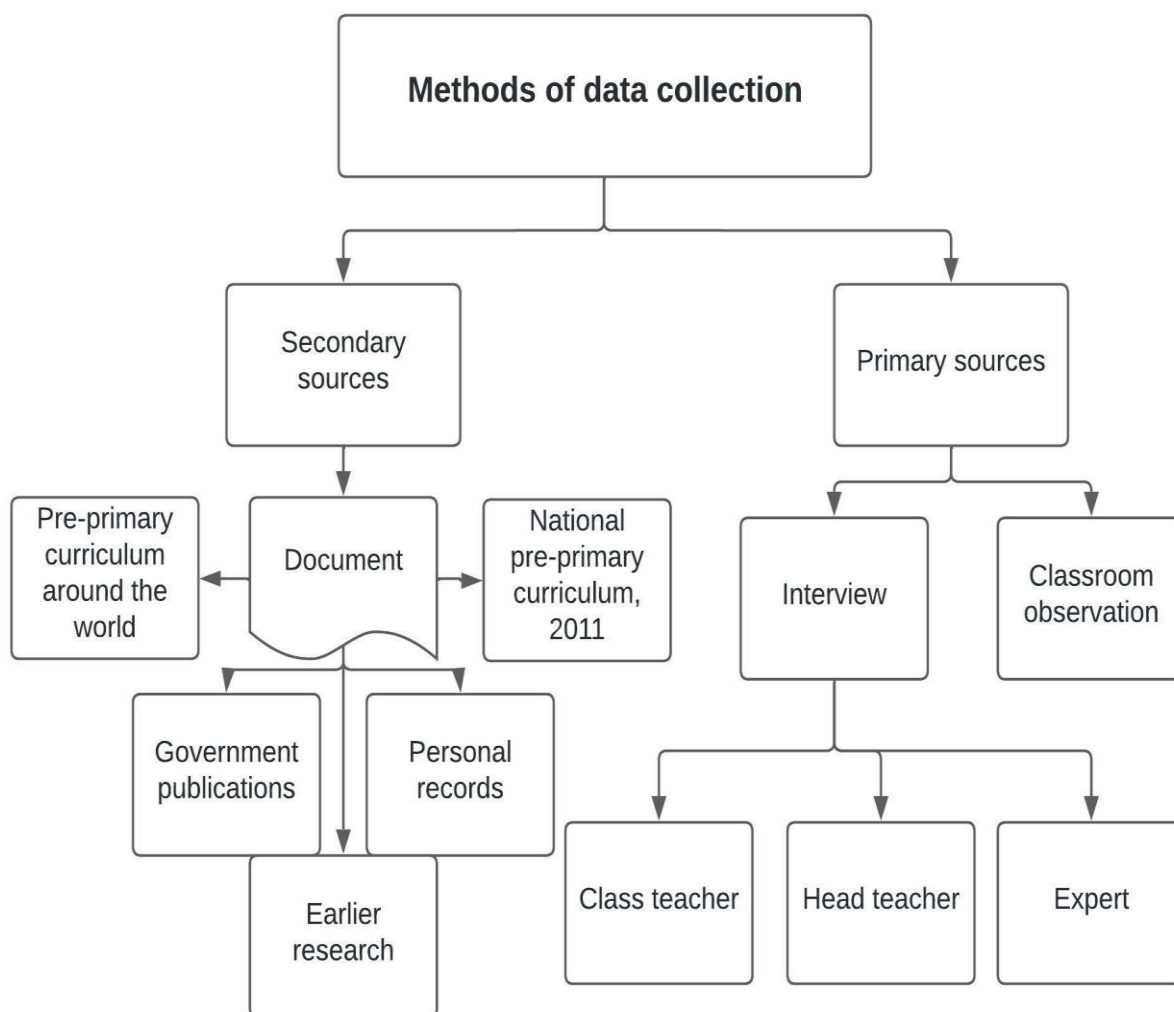 Methods of data collection
Secondary
sources
Primary sources
Pre-primary
curriculum
around the
world
Document
National
pre-primary
curriculum,
2011
Interview
Classroom
observation
Government
publications
Personal
records
Earlier
research
Class teacher
Head teacher
Expert